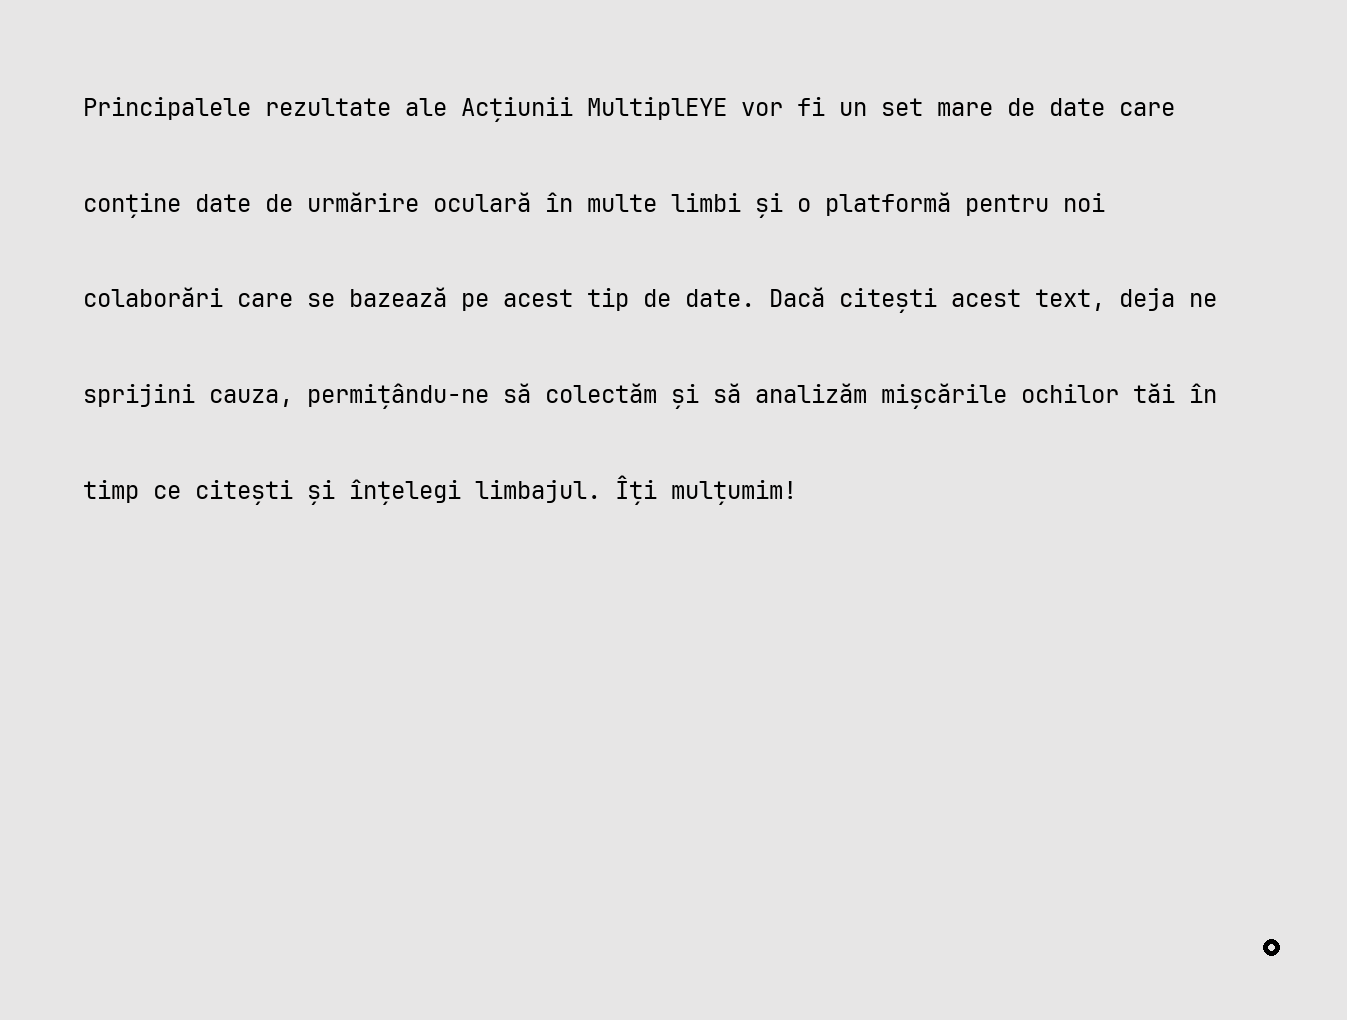 Principalele rezultate ale Acțiunii MultiplEYE vor fi un set mare de date care
conține date de urmărire oculară în multe limbi și o platformă pentru noi
colaborări care se bazează pe acest tip de date. Dacă citești acest text, deja ne
sprijini cauza, permițându-ne să colectăm și să analizăm mișcările ochilor tăi în
timp ce citești și înțelegi limbajul. Îți mulțumim!